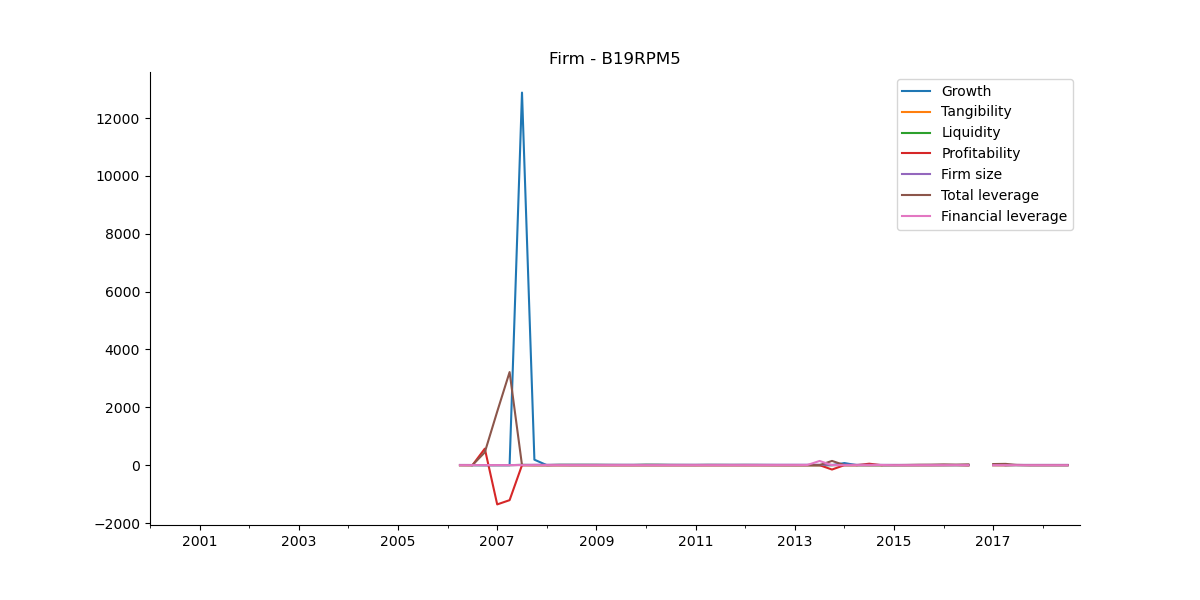 Firm - B19RPM5
12000
10000
8000
6000
4000
2000
0
−2000
2001 2003 2005 2007 2009 2011 2013 2015 2017
Growth
Tangibility
Liquidity
Profitability
Firm size
Total leverage
Financial leverage